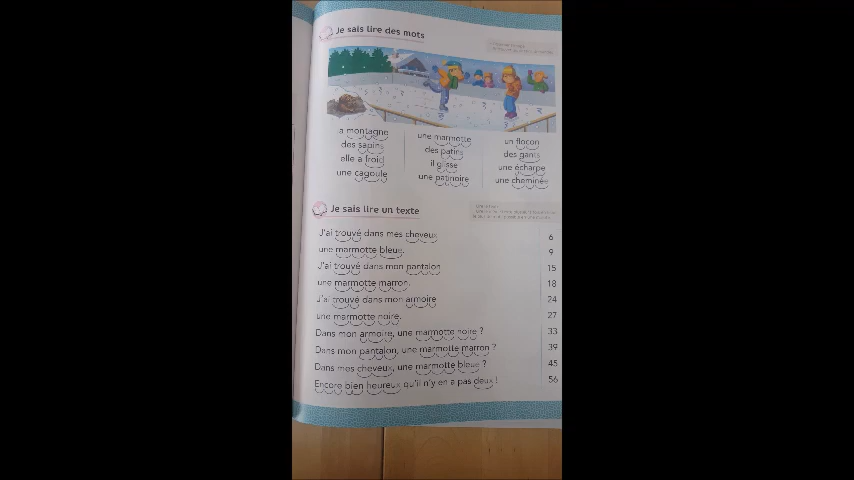 Je sais lire des mots
a montagne
des sapins
elle a froid
une cagoule
une marmotte
des patins
il glisse
une patinoire
un flocon
des gants
une écharpe
une cheminée
Je sais lire un texte
J'ai trouvé dans mes cheveux 6
une marmotte bleue. 9
J'ai trouvé dans mon pantalon 15
une marmotte marron. 18
J'ai trouvé dans mon armoire 24
une marmotte noire. 27
Dans mon armoire, une marmotte noire ? 33
Dans mon pantalon, une marmotte marron ? 39
Dans mes cheveux, une marmotte bleue ? 45
Encore bien heureux qu'il n'y en a pas deux ! 56